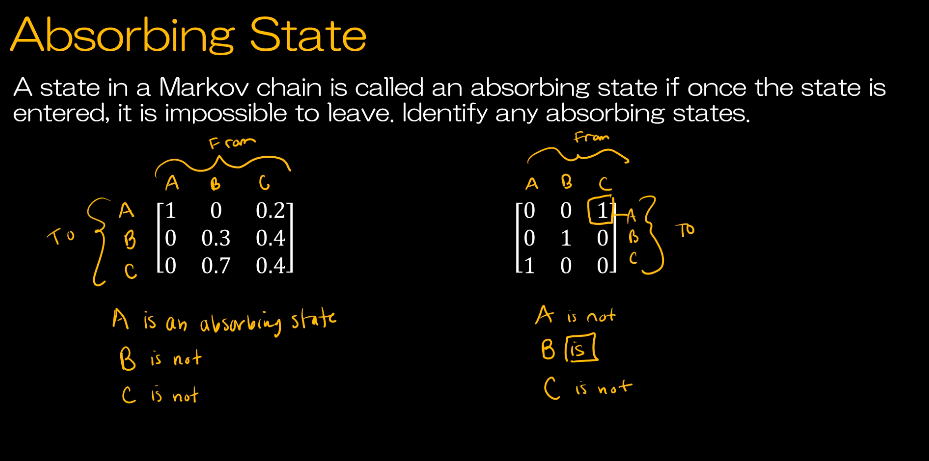 Absorbing State
A state in a Markov chain is called an absorbing state if once the state is
entered, it is impossible to leave. Identify any absorbing states.
From
A B C
A 1 0 0.2
TO B 0 0.3 0.4
C 0 0.7 0.4
A is an absorbing state
B is not
C is not
From
A B C
0 0 1 A
0 1 0 B TO
1 0 0 C
A is not
B is
C is not